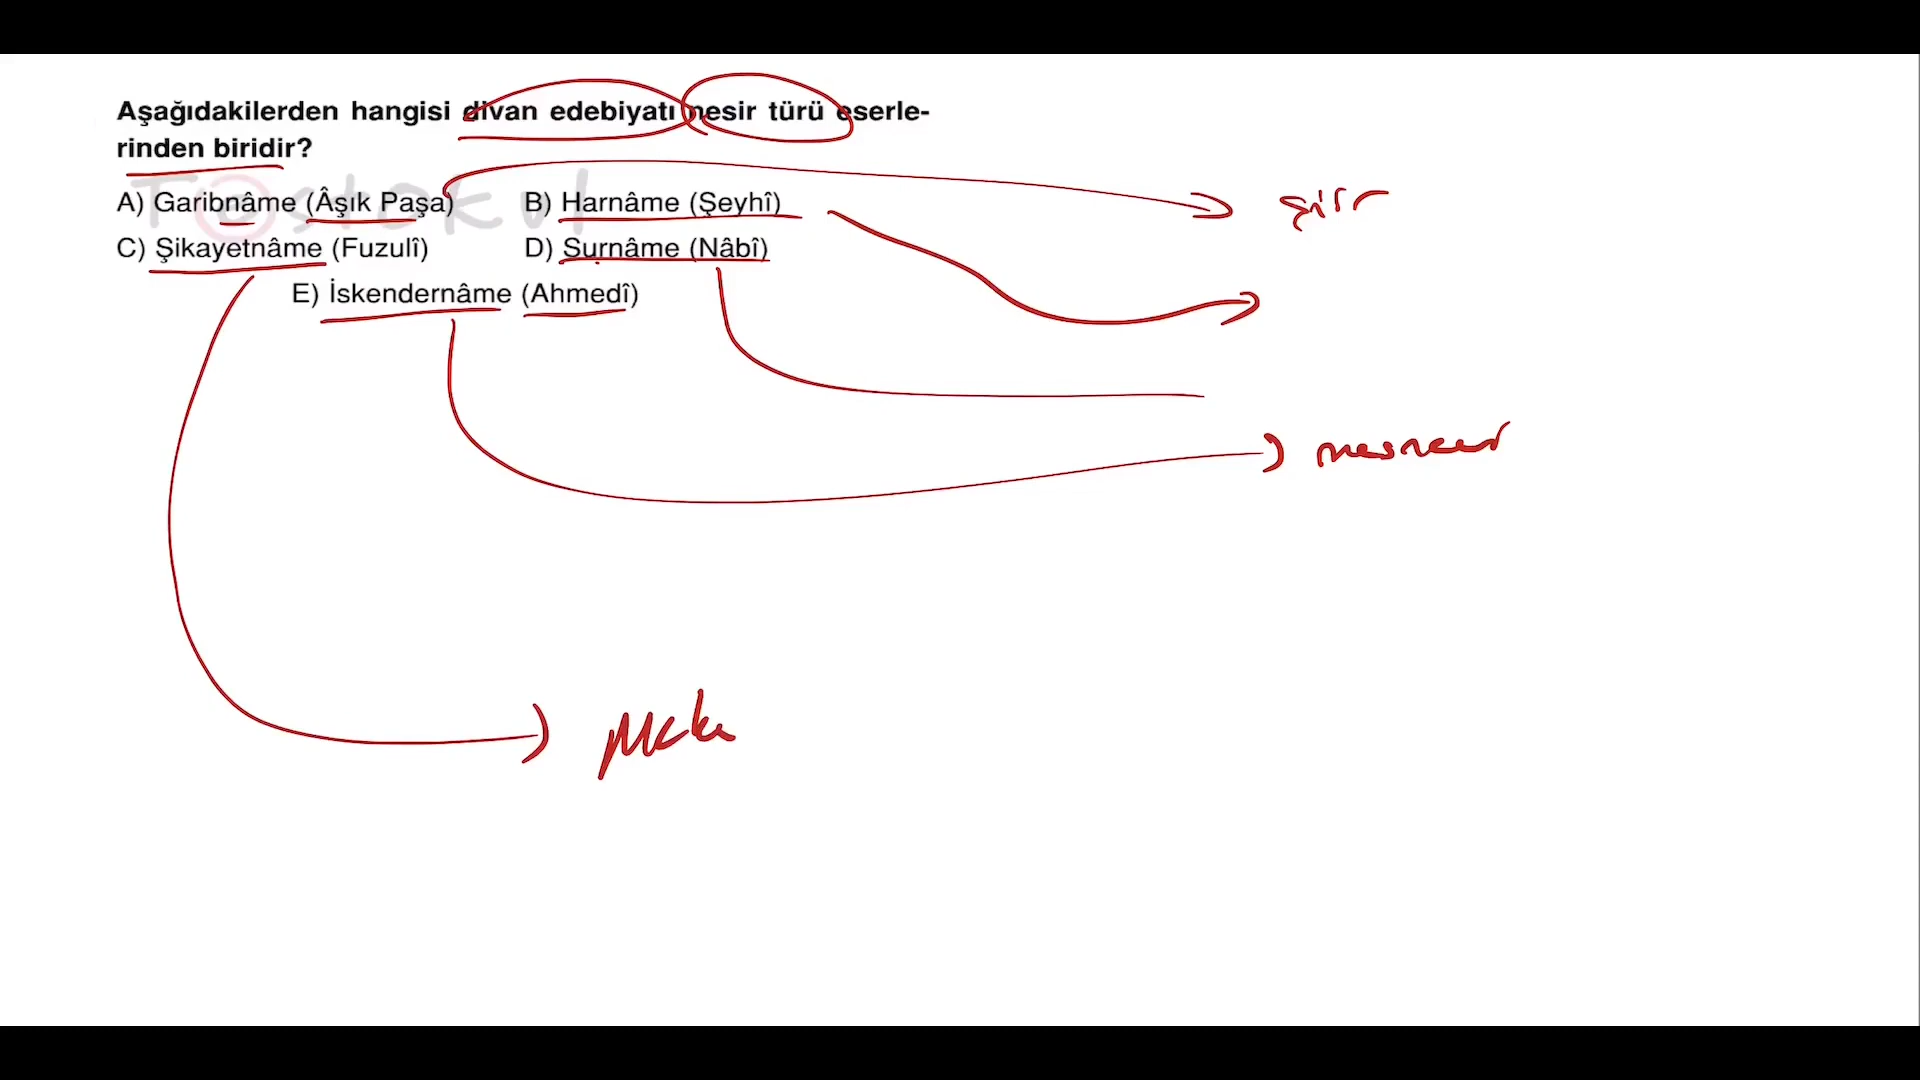 Aşağıdakilerden hangisi divan edebiyatı nesir türü eserle-
rinden biridir?
A) Garibnâme (Âşık Paşa) B) Harnâme (Şeyhî)
C) Şikayetnâme (Fuzulî) D) Surnâme (Nâbî)
E) İskendernâme (Ahmedî)
şiir
mesnevi
Mek